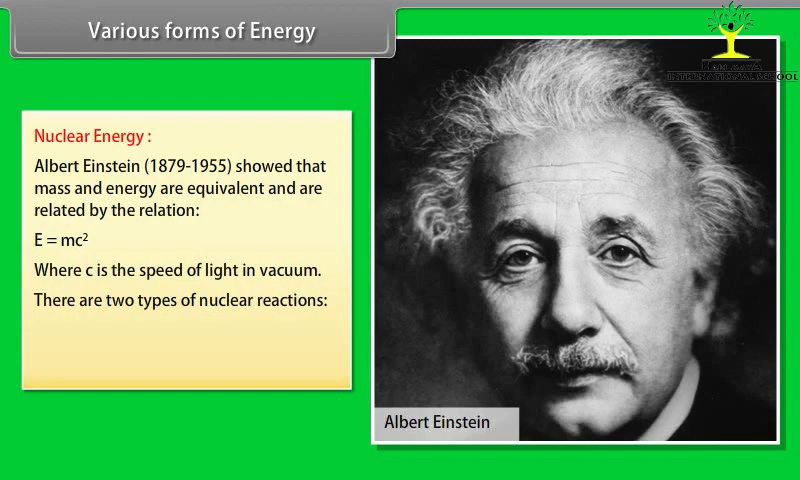 Various forms of Energy
INTERNATIONAL SCHOOL
Nuclear Energy :
Albert Einstein (1879-1955) showed that
mass and energy are equivalent and are
related by the relation:
E = mc²
Where c is the speed of light in vacuum.
There are two types of nuclear reactions:
Albert Einstein